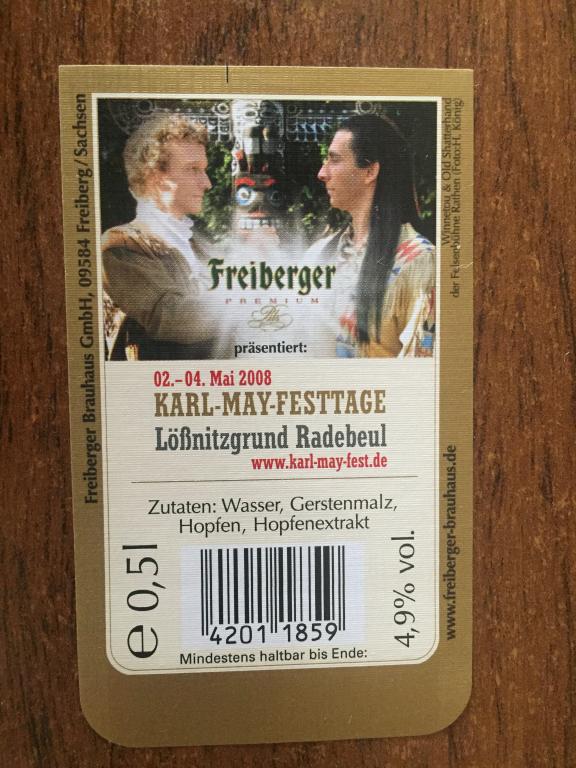 Freiberger
PREMIUM
Pils
präsentiert:
02.–04. Mai 2008
KARL-MAY-FESTTAGE
Lößnitzgrund Radebeul
www.karl-may-fest.de
Zutaten: Wasser, Gerstenmalz,
Hopfen, Hopfenextrakt
e 0,5l
4201 1859
4,9% vol.
Mindestens haltbar bis Ende:
Freiberger Brauhaus GmbH, 09584 Freiberg/Sachsen
Winnetou & Old Shatterhand
der Felsenbühne Rathen (Foto:H. König)
www.freiberger-brauhaus.de